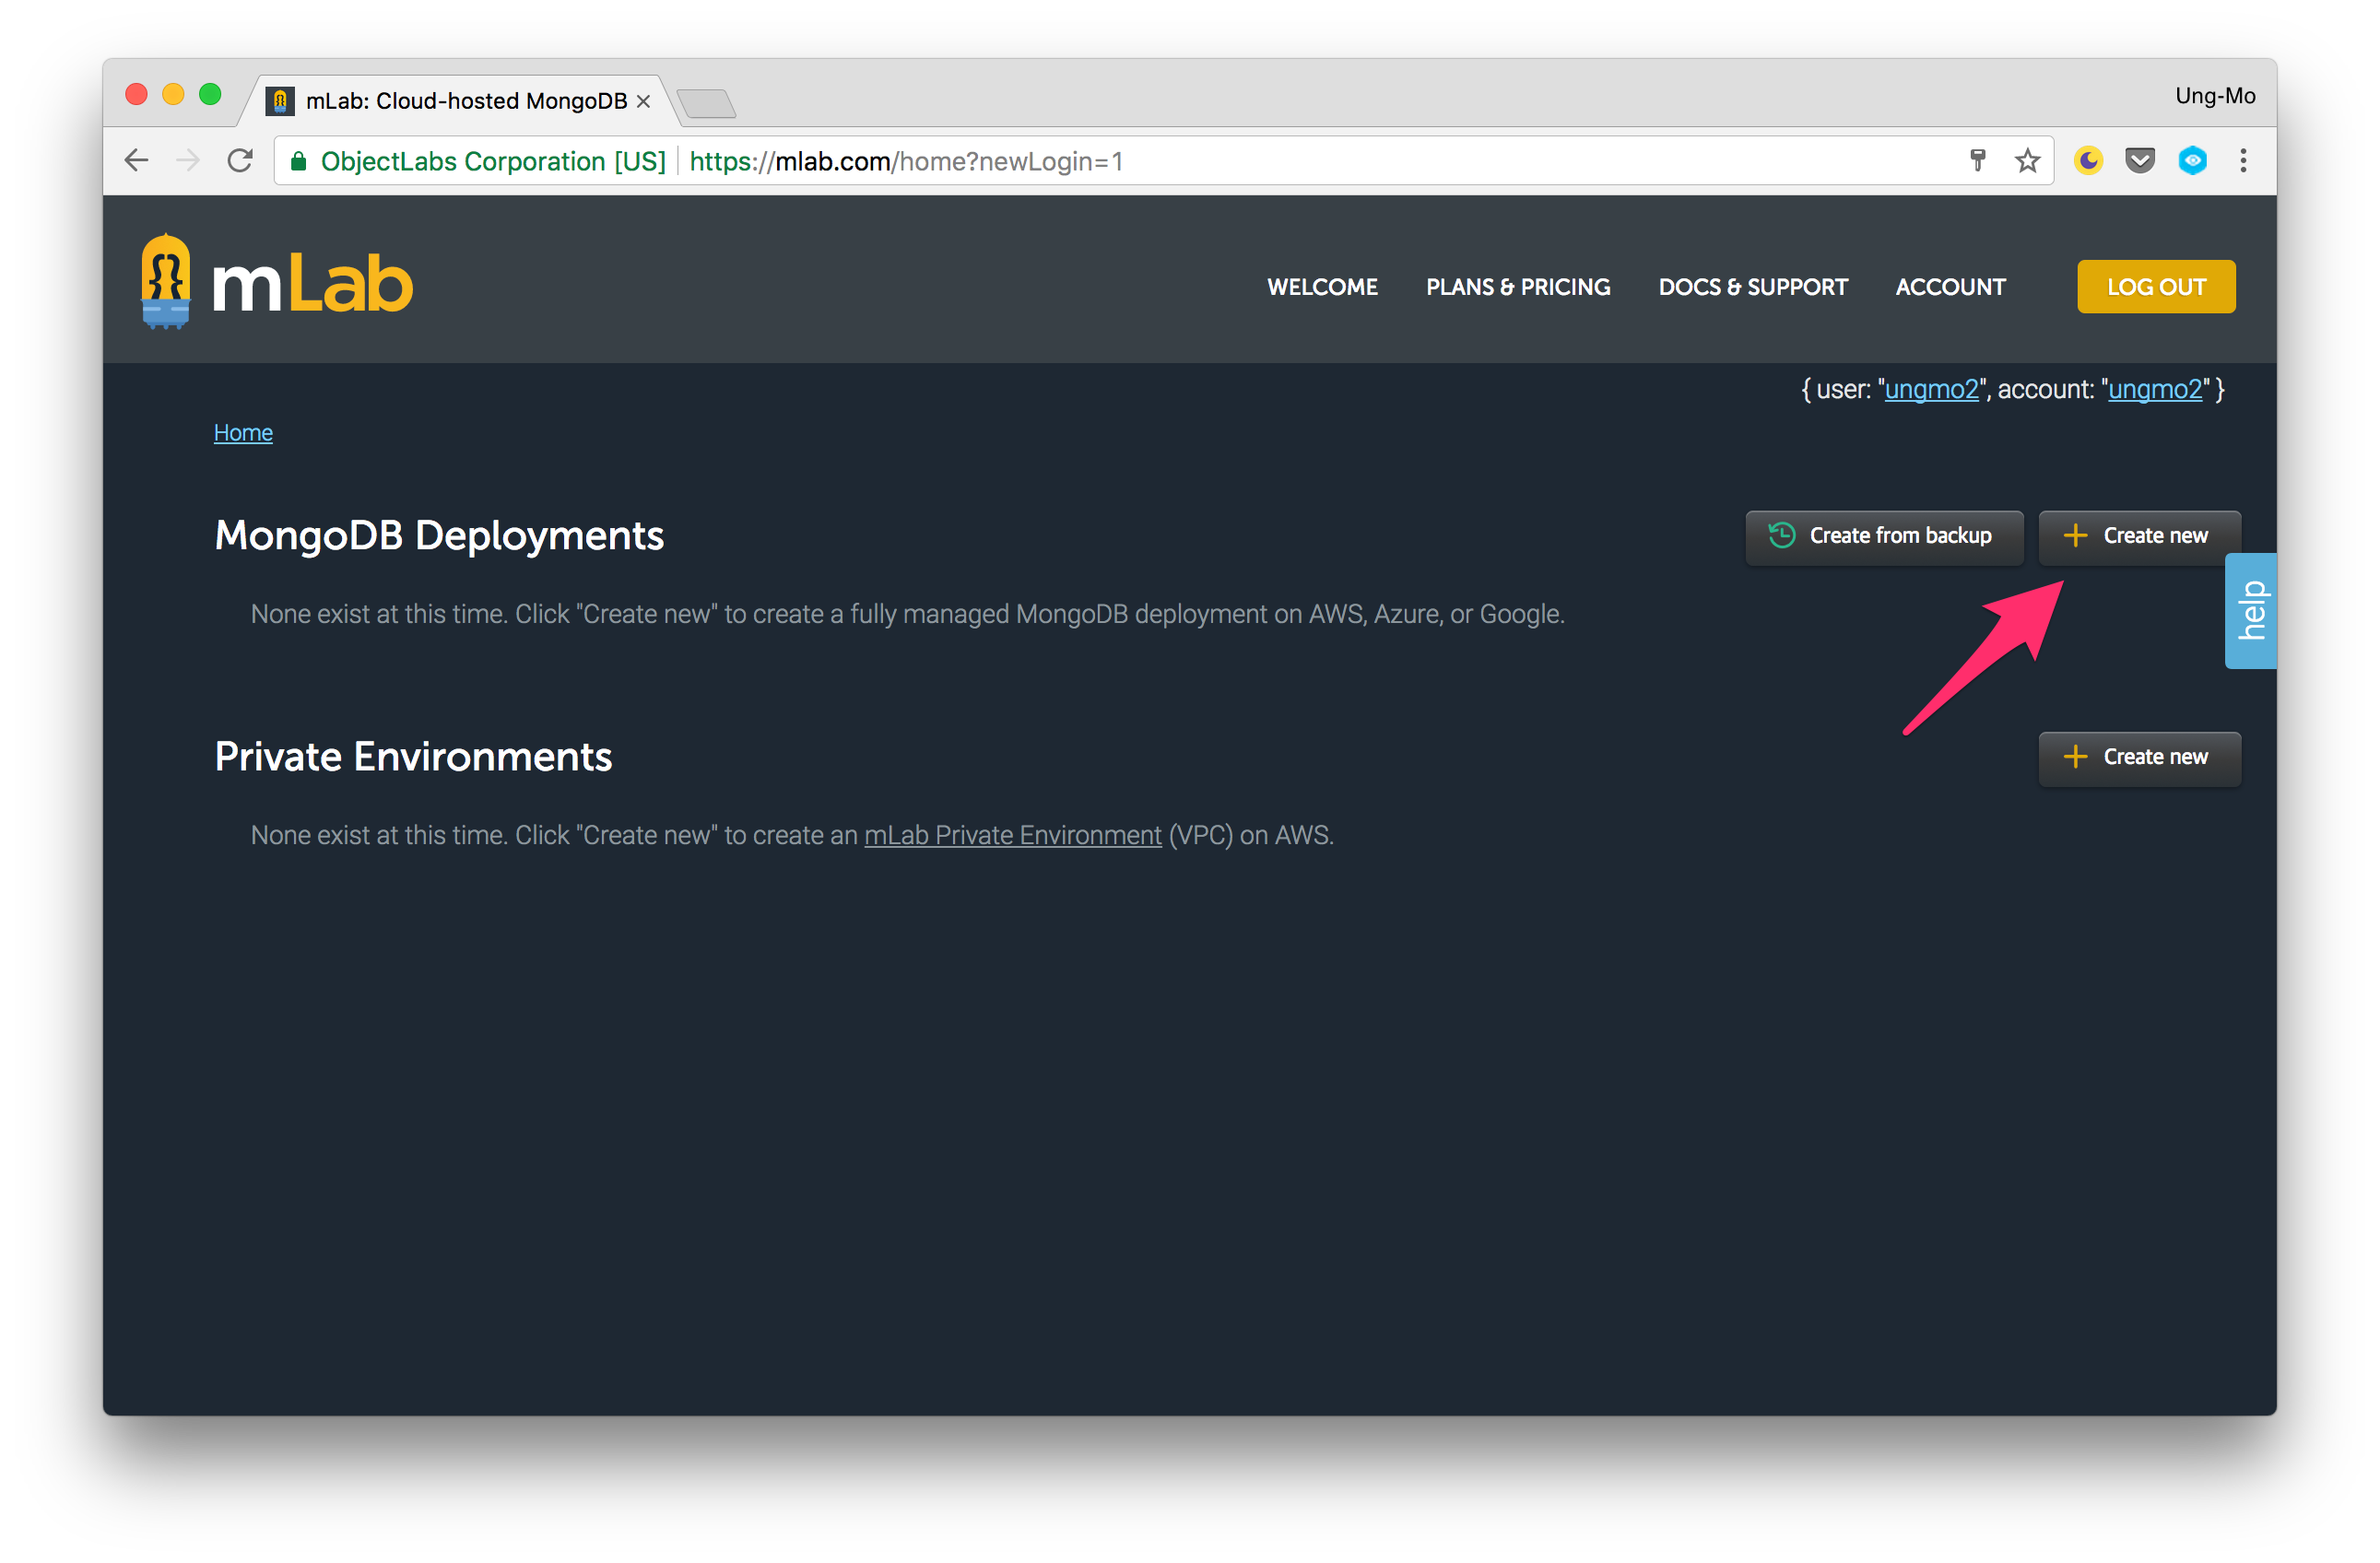 mLab: Cloud-hosted MongoDB
Ung-Mo
ObjectLabs Corporation [US] https://mlab.com/home?newLogin=1
mLab
WELCOME PLANS & PRICING DOCS & SUPPORT ACCOUNT LOG OUT
{ user: "ungmo2", account: "ungmo2" }
Home
MongoDB Deployments
Create from backup
Create new
help
None exist at this time. Click "Create new" to create a fully managed MongoDB deployment on AWS, Azure, or Google.
Private Environments
Create new
None exist at this time. Click "Create new" to create an mLab Private Environment (VPC) on AWS.